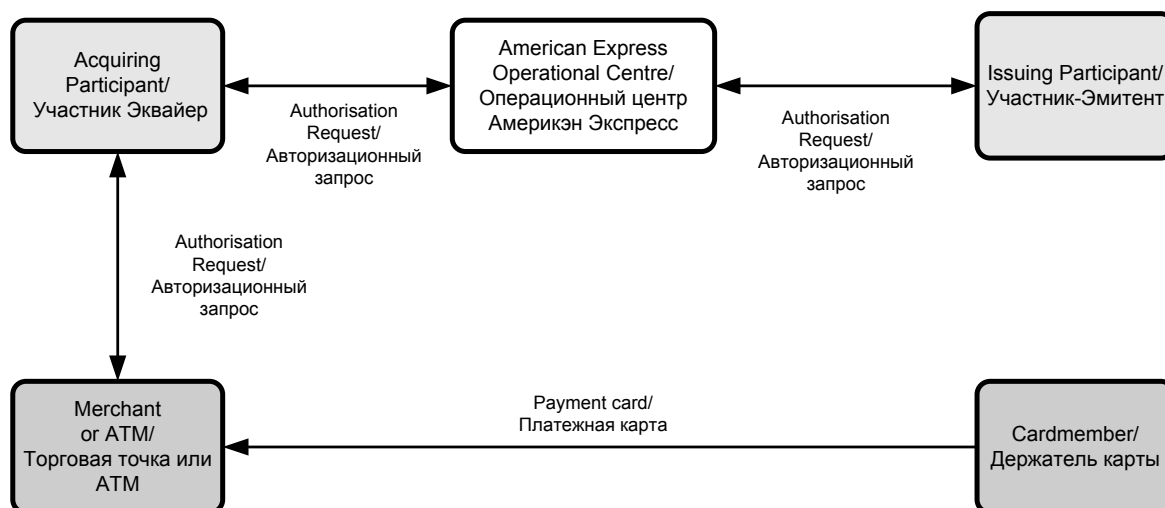 Acquiring
Participant/
Участник Эквайер
American Express
Operational Centre/
Операционный центр
Америкэн Экспресс
Issuing Participant/
Участник-Эмитент
Authorisation
Request/
Авторизационный
запрос
Authorisation
Request/
Авторизационный
запрос
Authorisation
Request/
Авторизационный
запрос
Merchant
or ATM/
Торговая точка или
АТМ
Payment card/
Платежная карта
Cardmember/
Держатель карты